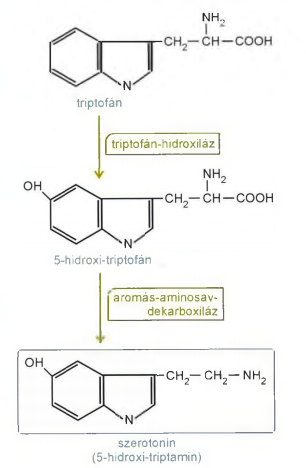 NH₂
CH₂—CH—COOH
N
triptofán
triptofán-hidroxiláz
NH₂
OH
CH₂—CH—COOH
N
5-hidroxi-triptofán
aromás-aminosav-
dekarboxiláz
OH
CH₂—CH₂—NH₂
N
szerotonin
(5-hidroxi-triptamin)